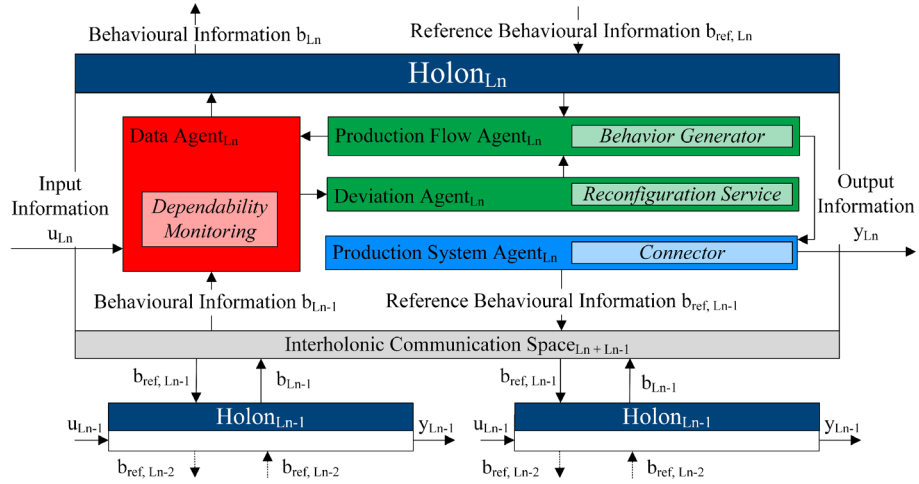 Behavioural Information b_Ln
Reference Behavioural Information b_ref, Ln
Holon_Ln
Data Agent_Ln
Production Flow Agent_Ln
Behavior Generator
Deviation Agent_Ln
Reconfiguration Service
Dependability
Monitoring
Production System Agent_Ln
Connector
Input
Information
u_Ln
Output
Information
y_Ln
Behavioural Information b_Ln-1
Reference Behavioural Information b_ref, Ln-1
Interholonic Communication Space_Ln + Ln-1
b_ref, Ln-1
b_Ln-1
b_ref, Ln-1
b_Ln-1
u_Ln-1
Holon_Ln-1
y_Ln-1
u_Ln-1
Holon_Ln-1
y_Ln-1
b_ref, Ln-2
b_ref, Ln-2
b_ref, Ln-2
b_ref, Ln-2